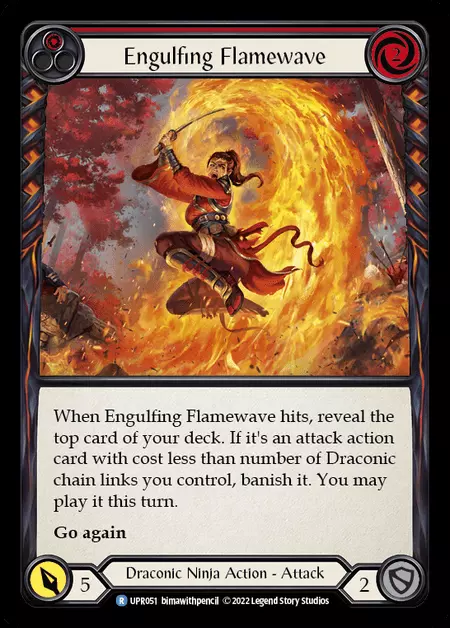 Engulfing Flamewave
2
When Engulfing Flamewave hits, reveal the
top card of your deck. If it's an attack action
card with cost less than number of Draconic
chain links you control, banish it. You may
play it this turn.
Go again
5 Draconic Ninja Action - Attack 2
R UPR051 bimawithpencil © 2022 Legend Story Studios